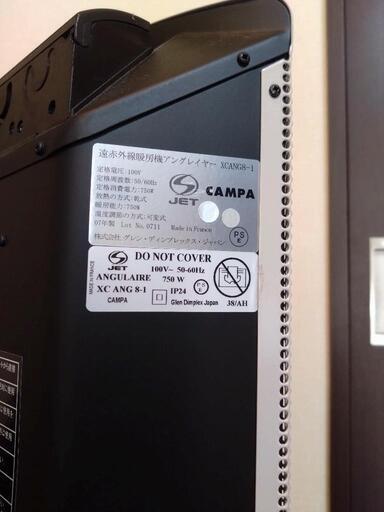 遠赤外線暖房機アングレイヤー XCANG8-1
定格電圧:100V
定格周波数:50/60Hz
定格消費電力:750W
放熱の方式:乾式
暖房能力:750W
温度調節の方式:可変式
07年製 Lot No.0711
株式会社:グレン・ディンプレックス・ジャパン
JET
CAMPA
Made in France
PS
E
MADE IN FRANCE
JET
DO NOT COVER
100V~ 50-60Hz
ANGULAIRE 750 W
XC ANG 8-1
CAMPA
PS
E
IP24
Glen Dimplex Japan
38/AH